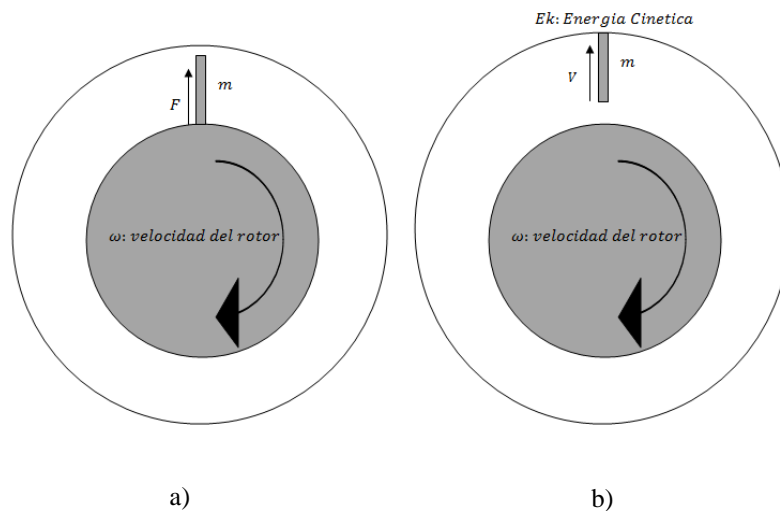 Ek: Energia Cinetica
F
m
V
m
ω: velocidad del rotor
ω: velocidad del rotor
a)
b)